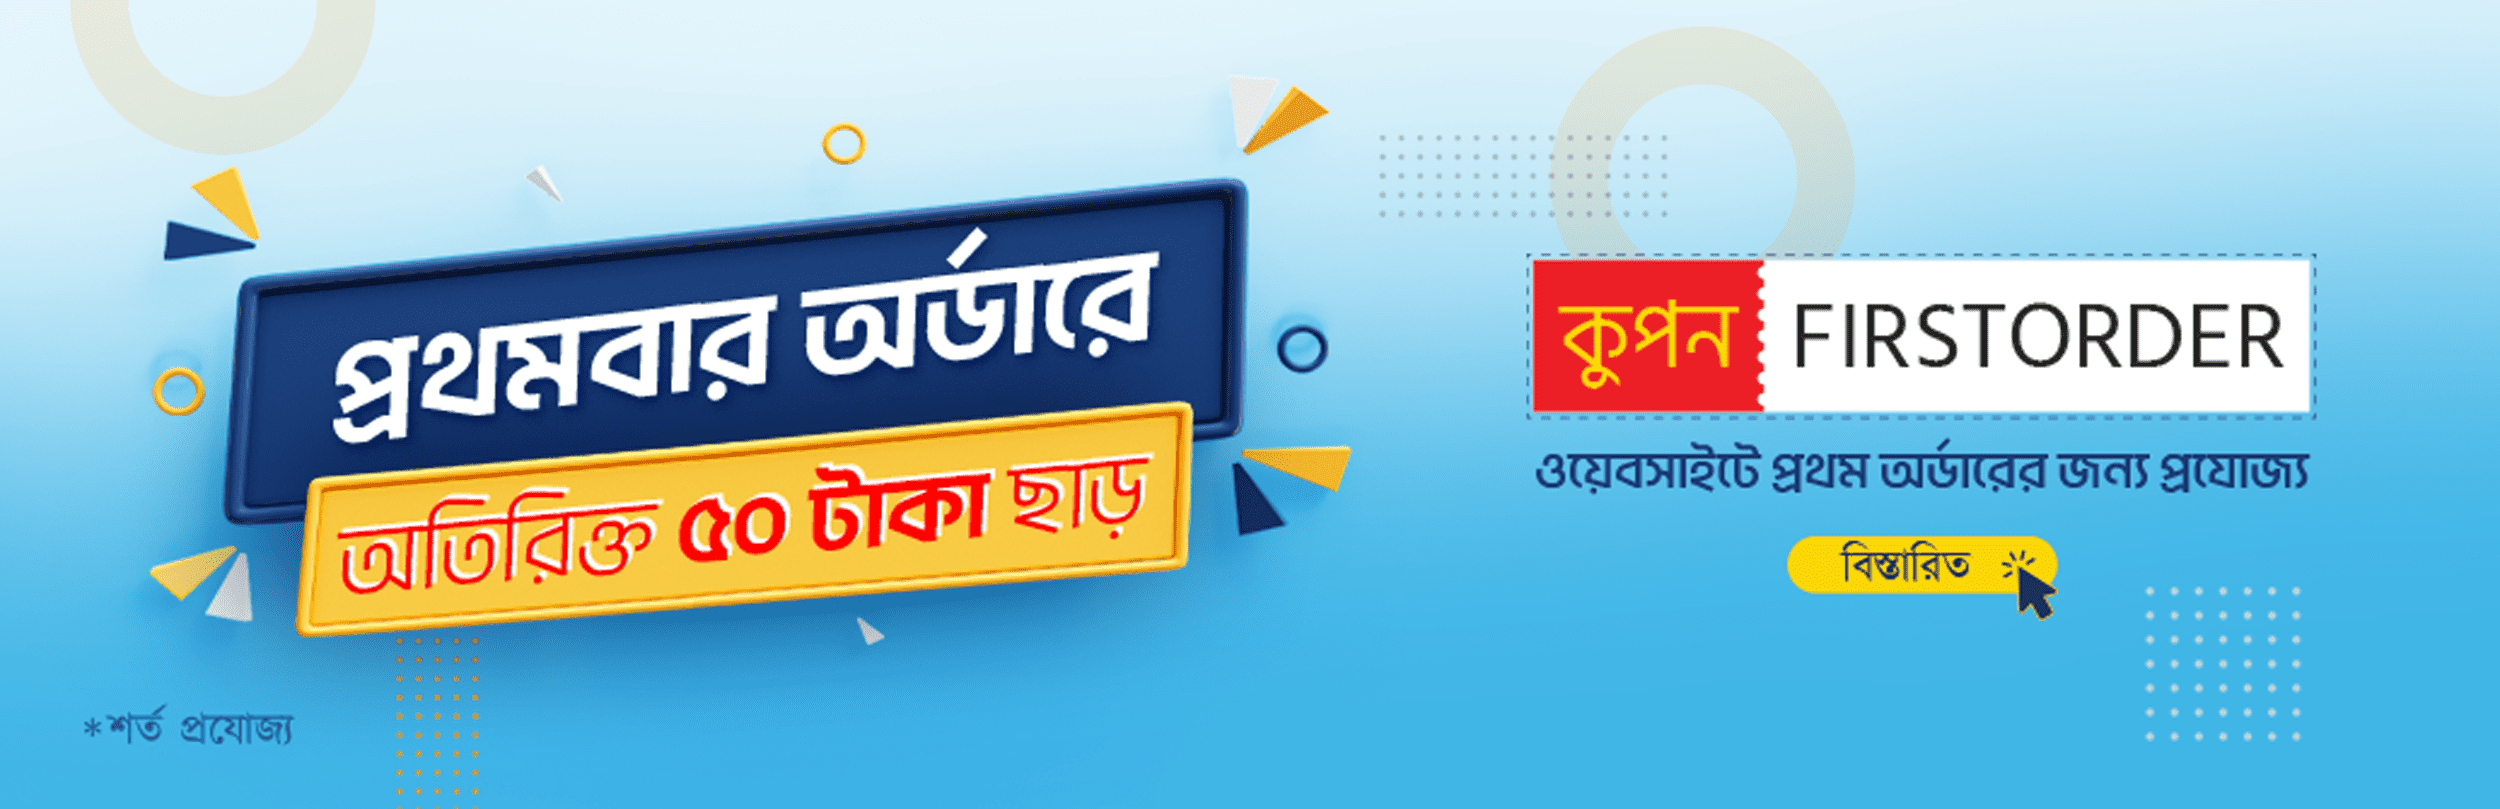 প্রথমবার অর্ডারে
অতিরিক্ত ৫০ টাকা ছাড়
কুপন FIRSTORDER
ওয়েবসাইটে প্রথম অর্ডারের জন্য প্রযোজ্য
বিস্তারিত
*শর্ত প্রযোজ্য